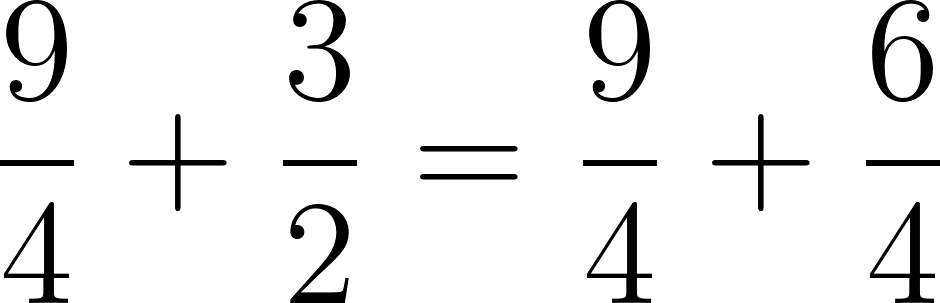 9/4 + 3/2 = 9/4 + 6/4